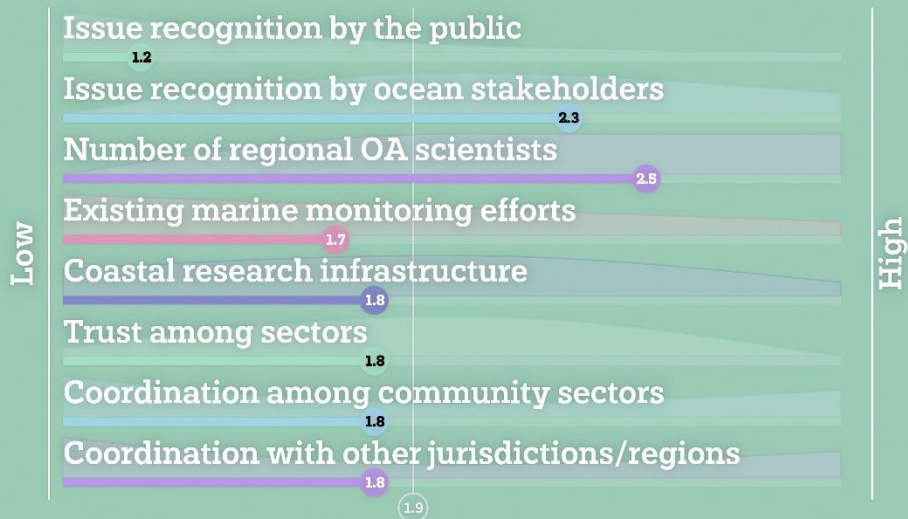 Issue recognition by the public
1.2
Issue recognition by ocean stakeholders
2.3
Number of regional OA scientists
2.5
Existing marine monitoring efforts
1.7
Coastal research infrastructure
1.8
Trust among sectors
1.8
Coordination among community sectors
1.8
Coordination with other jurisdictions/regions
1.8
1.9
Low
High